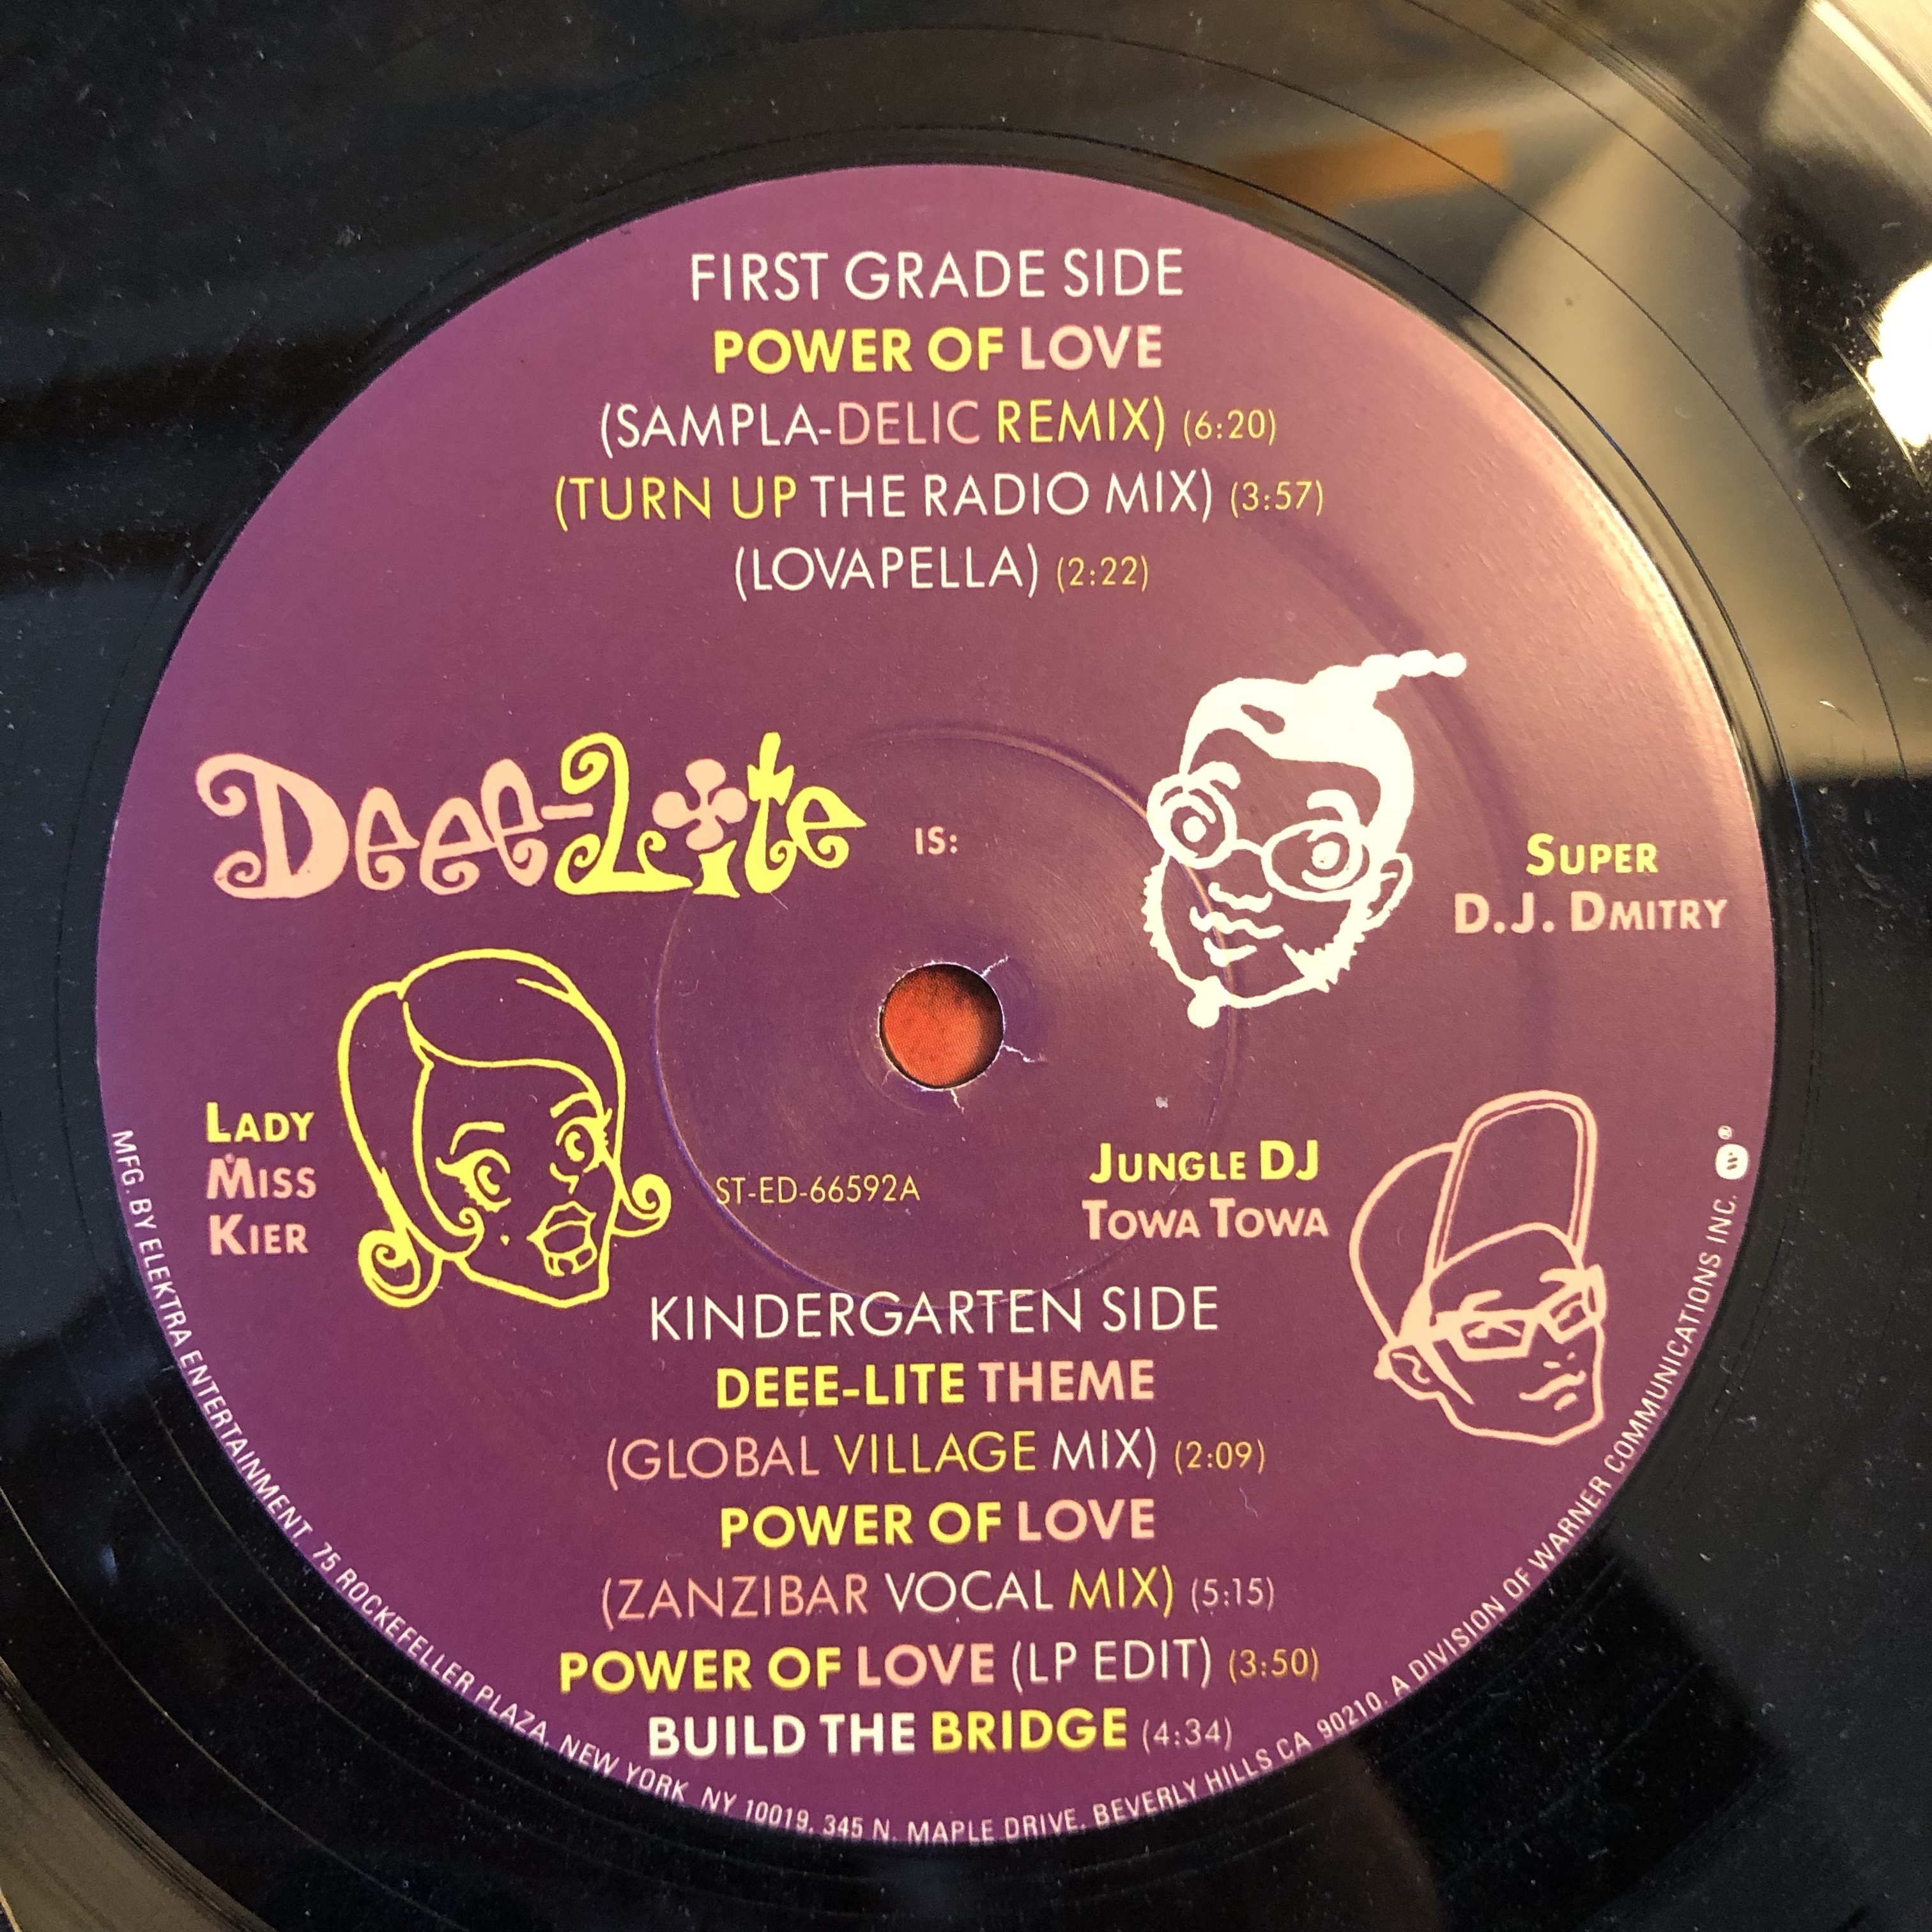 FIRST GRADE SIDE
POWER OF LOVE
(SAMPLA-DELIC REMIX) (6:20)
(TURN UP THE RADIO MIX) (3:57)
(LOVAPELLA) (2:22)
Deee-Lite IS:
SUPER
D.J. DMITRY
LADY
MISS
KIER
ST-ED-66592A
JUNGLE DJ
TOWA TOWA
KINDERGARTEN SIDE
DEEE-LITE THEME
(GLOBAL VILLAGE MIX) (2:09)
POWER OF LOVE
(ZANZIBAR VOCAL MIX) (5:15)
POWER OF LOVE (LP EDIT) (3:50)
BUILD THE BRIDGE (4:34)
MFG. BY ELEKTRA ENTERTAINMENT, 75 ROCKEFELLER PLAZA, NEW YORK NY 10019, 345 N. MAPLE DRIVE, BEVERLY HILLS CA 90210. A DIVISION OF WARNER COMMUNICATIONS INC. ®